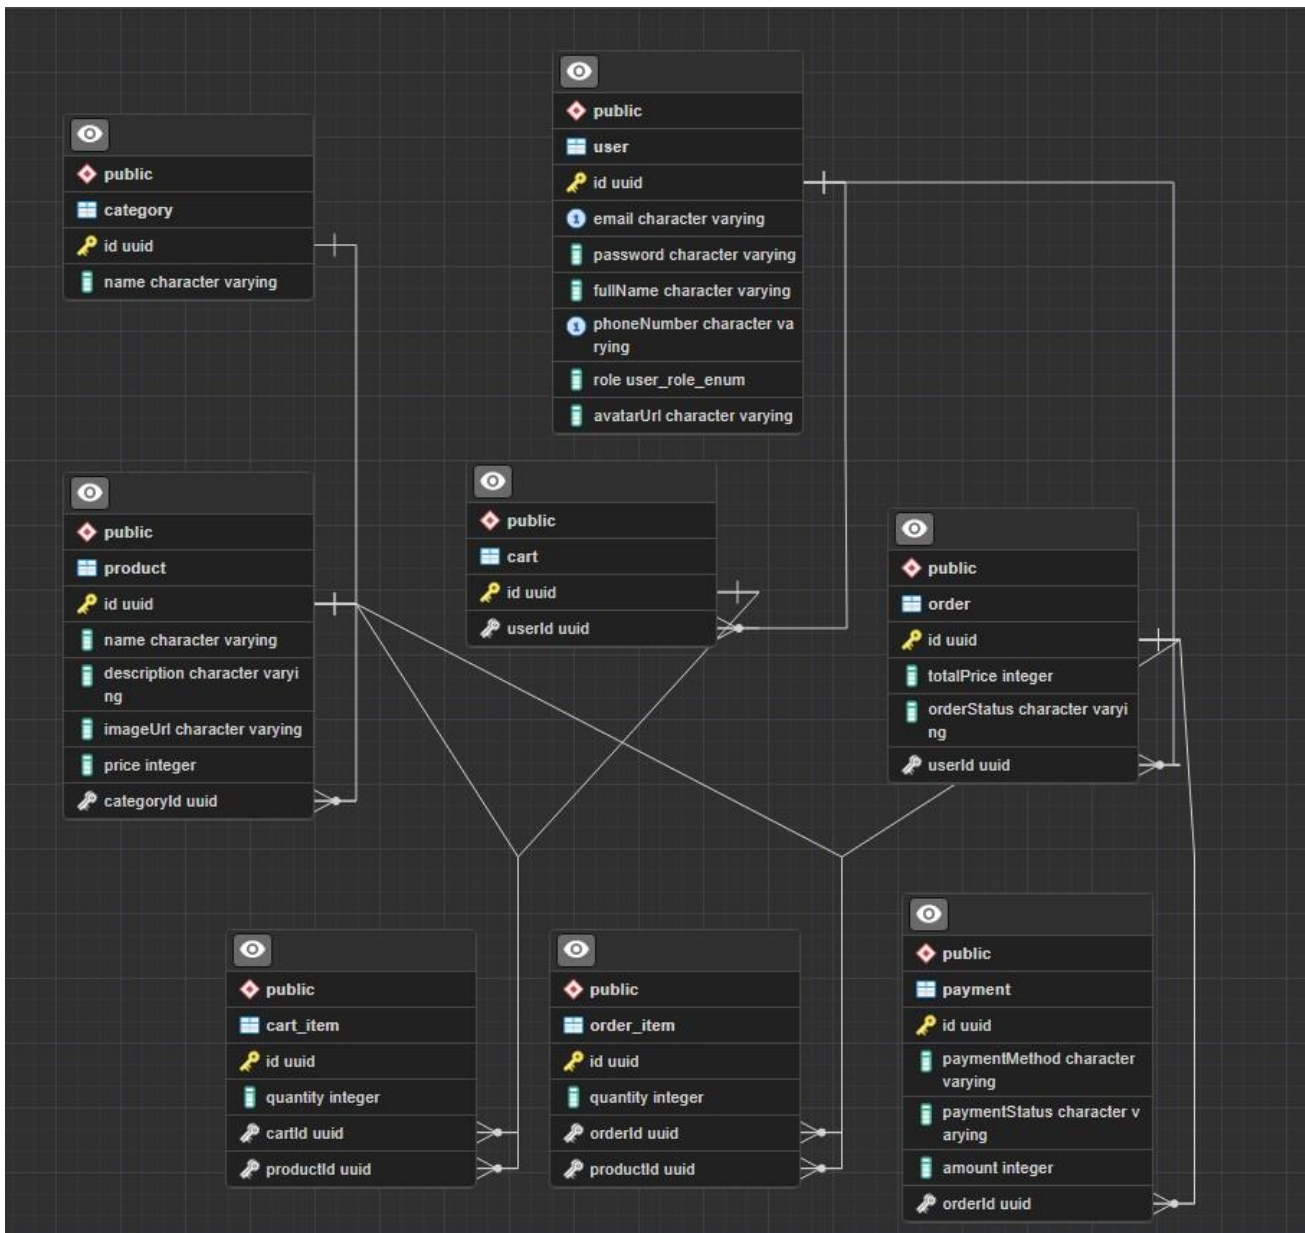 public
category
id uuid
name character varying
public
user
id uuid
email character varying
password character varying
fullName character varying
phoneNumber character va
rying
role user_role_enum
avatarUrl character varying
public
product
id uuid
name character varying
description character varyi
ng
imageUrl character varying
price integer
categoryId uuid
public
cart
id uuid
userId uuid
public
order
id uuid
totalPrice integer
orderStatus character varyi
ng
userId uuid
public
cart_item
id uuid
quantity integer
cartId uuid
productId uuid
public
order_item
id uuid
quantity integer
orderId uuid
productId uuid
public
payment
id uuid
paymentMethod character
varying
paymentStatus character v
arying
amount integer
orderId uuid